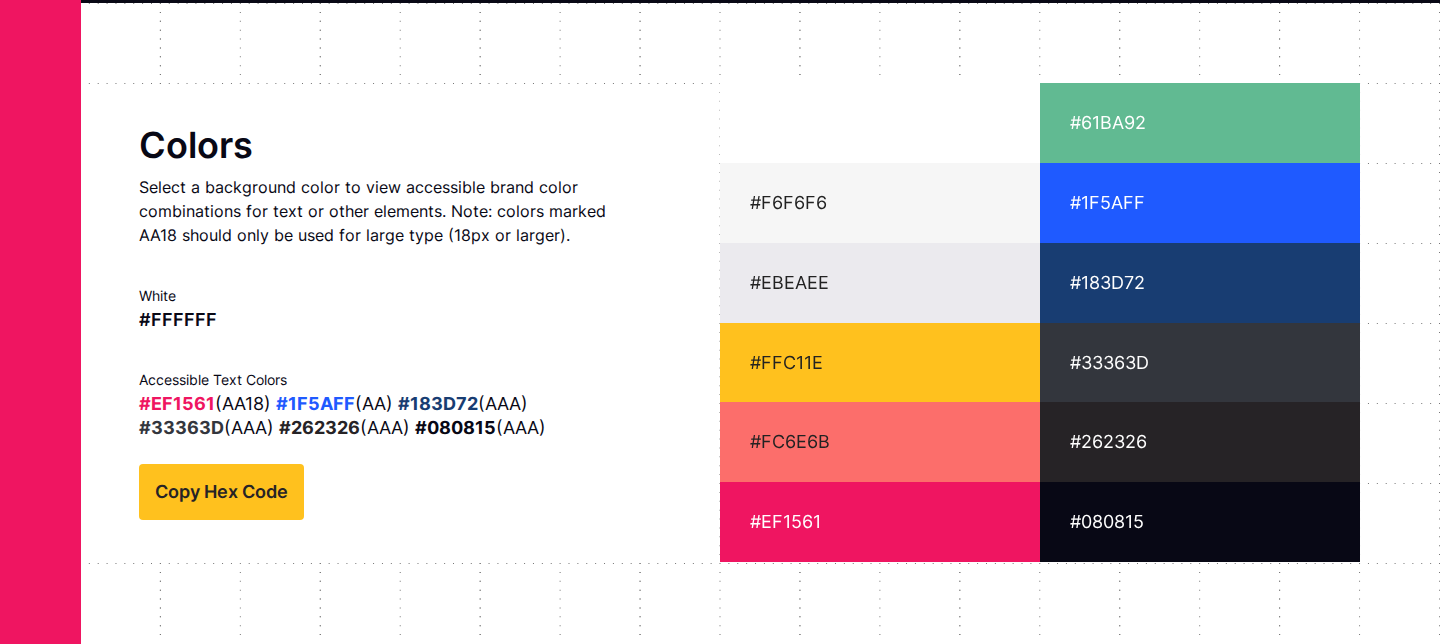 Colors
Select a background color to view accessible brand color
combinations for text or other elements. Note: colors marked
AA18 should only be used for large type (18px or larger).
White
#FFFFFF
Accessible Text Colors
#EF1561(AA18) #1F5AFF(AA) #183D72(AAA)
#33363D(AAA) #262326(AAA) #080815(AAA)
Copy Hex Code
#F6F6F6
#EBEAEE
#FFC11E
#FC6E6B
#EF1561
#61BA92
#1F5AFF
#183D72
#33363D
#262326
#080815